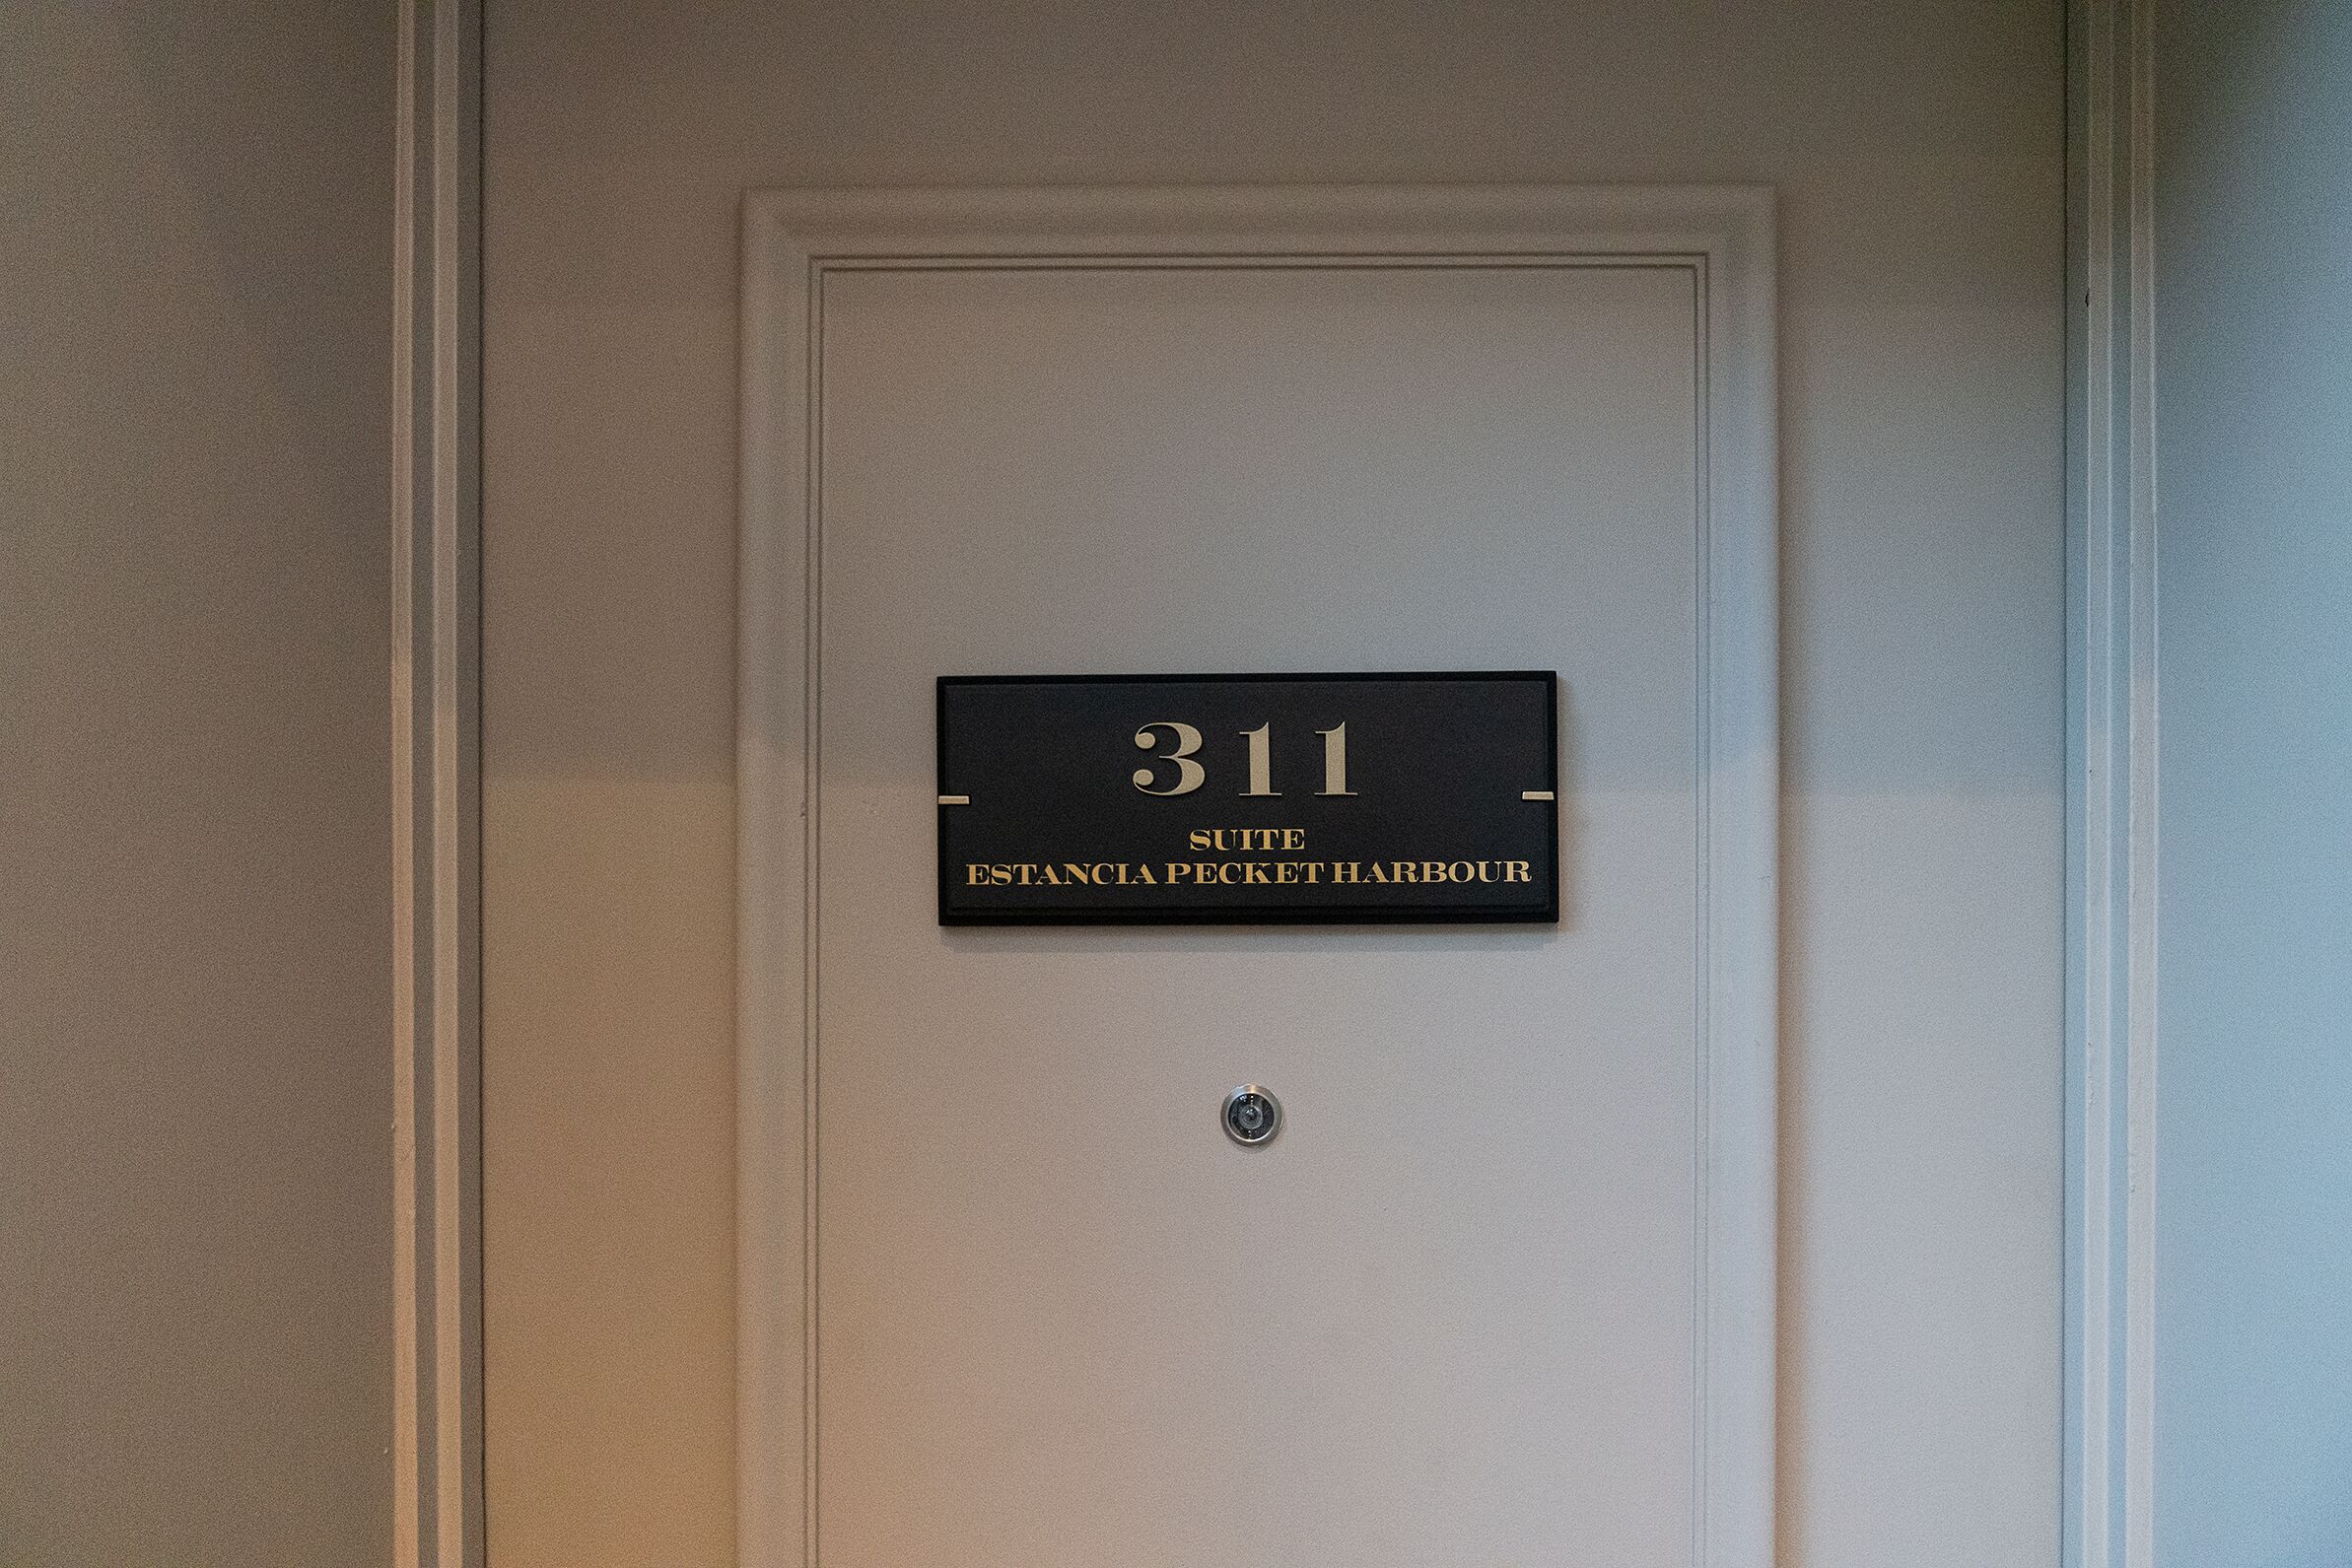 311
SUITE
ESTANCIA PECKET HARBOUR